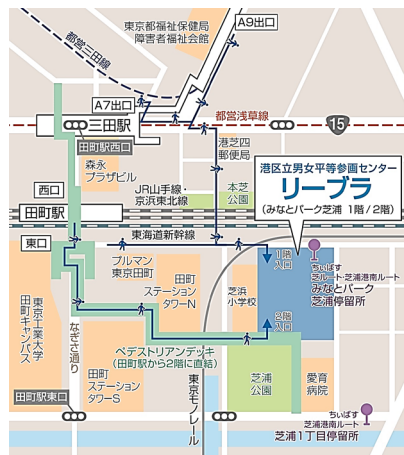 東京都福祉保健局
障害者福祉会館
A9出口
都営三田線
A7出口
三田駅
都営浅草線
15
田町駅西口
港芝四
郵便局
森永
プラザビル
港区立男女平等参画センター
リーブラ
(みなとパーク芝浦 1階/2階)
JR山手線・
京浜東北線
本芝
公園
西口
田町駅
東口
東海道新幹線
1階
入口
ちぃばす
芝ルート・芝浦港南ルート
みなとパーク
芝浦停留所
プルマン
東京田町
田町
ステーション
タワーN
芝浜
小学校
東京工業大学
田町キャンパス
なぎさ通り
2階
入口
ペデストリアンデッキ
(田町駅から2階に直結)
田町
ステーション
タワーS
東京モノレール
芝浦
公園
愛育
病院
田町駅東口
ちぃばす
芝浦港南ルート
芝浦1丁目停留所